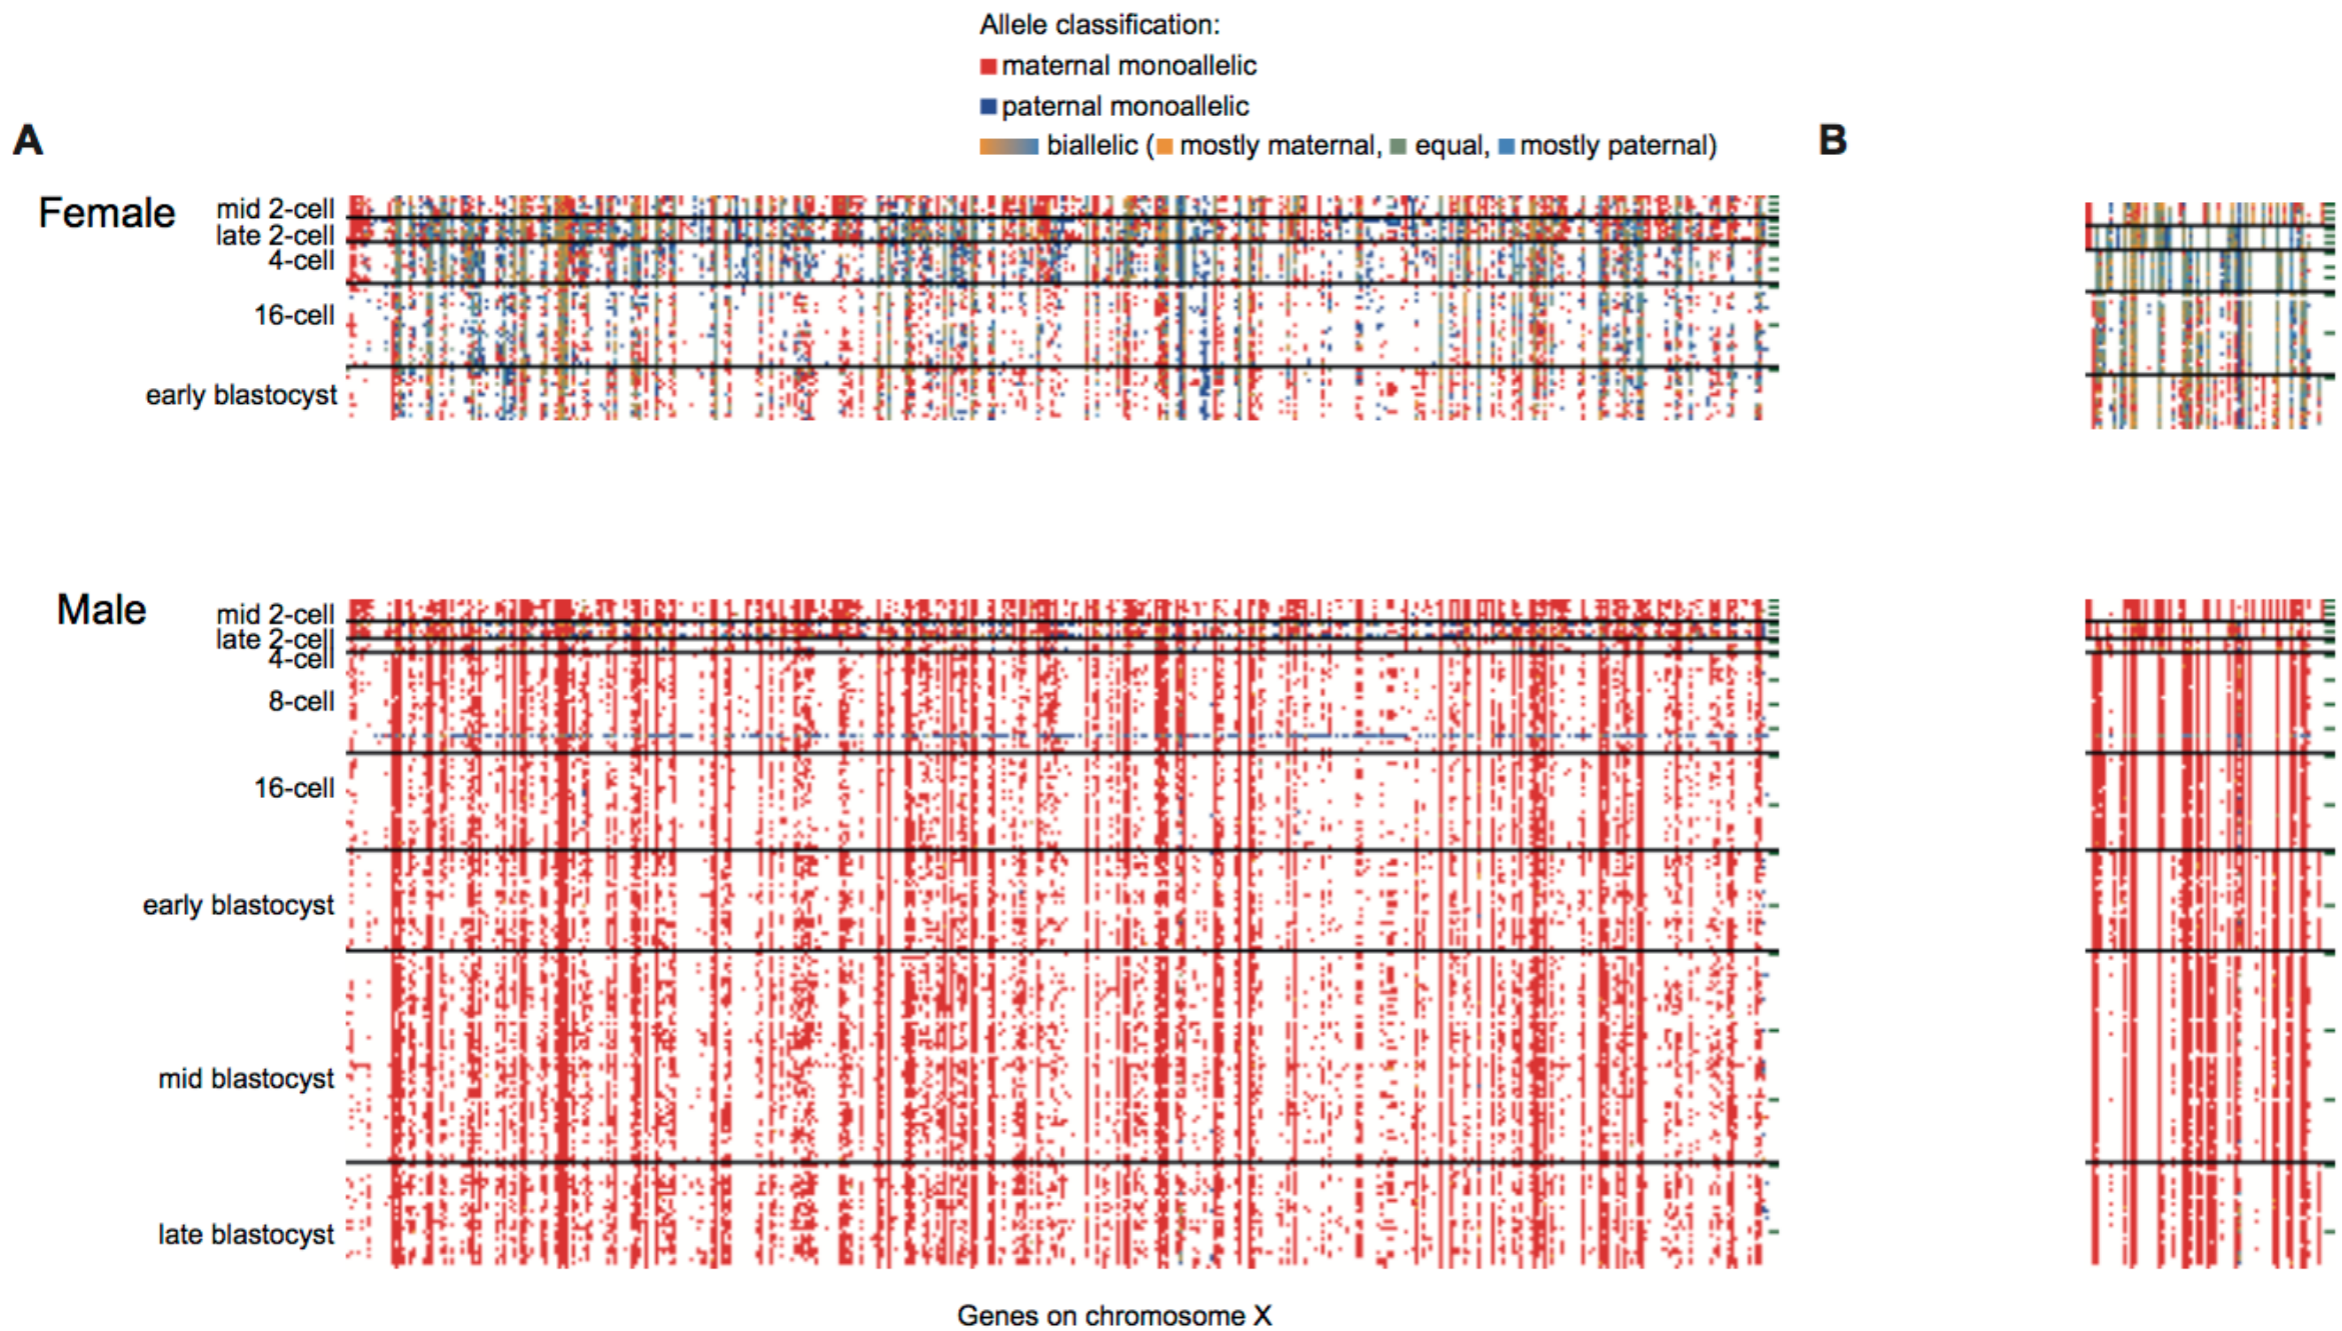 Allele classification:
maternal monoallelic
paternal monoallelic
biallelic (mostly maternal, equal, mostly paternal)
A
B
Female
mid 2-cell
late 2-cell
4-cell
16-cell
early blastocyst
Male
mid 2-cell
late 2-cell
4-cell
8-cell
16-cell
early blastocyst
mid blastocyst
late blastocyst
Genes on chromosome X